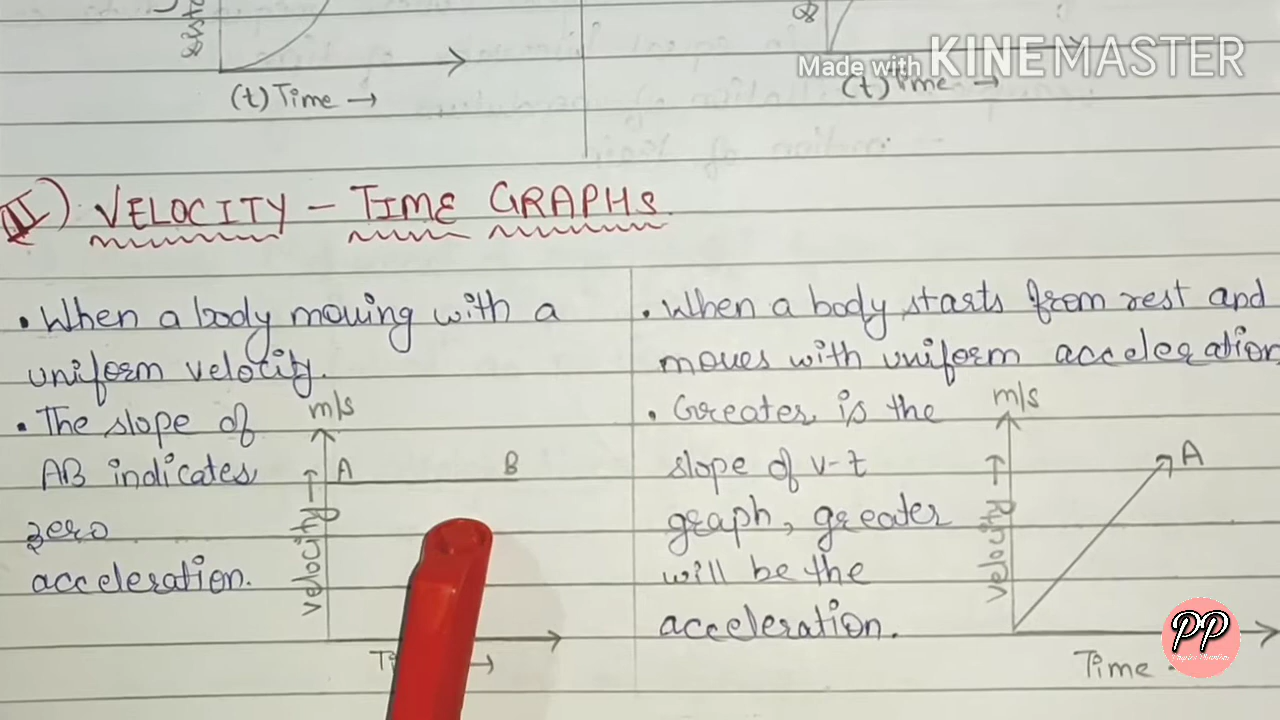 (t) Time →
(t) Time →
Made with KINEMASTER
II) VELOCITY - TIME GRAPHS
• When a body moving with a
uniform velocity.
• The slope of
AB indicates
zero
acceleration.
m/s
A B
velocity →
• When a body starts from rest and
moves with uniform acceleration
• Greater is the
slope of v-t
graph, greater
will be the
acceleration.
m/s
A
velocity →
Time
PP